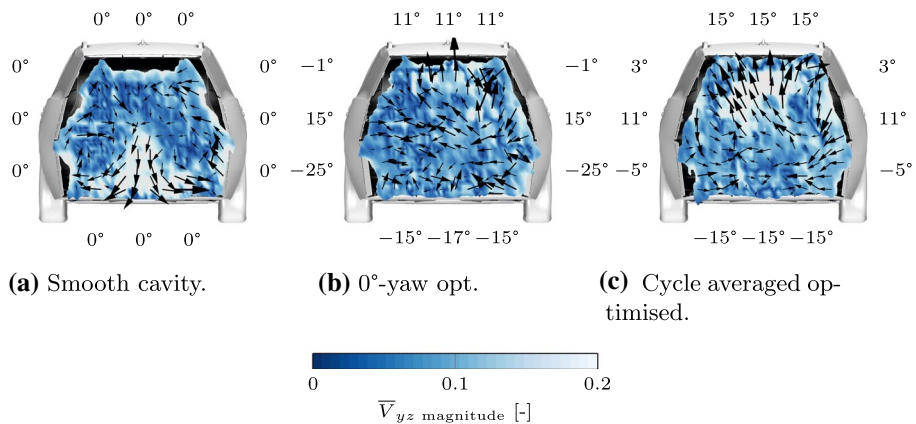 0° 0° 0° 11° 11° 11° 15° 15° 15°
0° 0° −1° −1° 3° 3°
0° 0° 15° 15° 11° 11°
0° 0° −25° −25° −5° −5°
0° 0° 0° −15° −17° −15° −15° −15° −15°
(a) Smooth cavity. (b) 0°-yaw opt. (c) Cycle averaged op-
timised.
0 0.1 0.2
V̅yz magnitude [-]